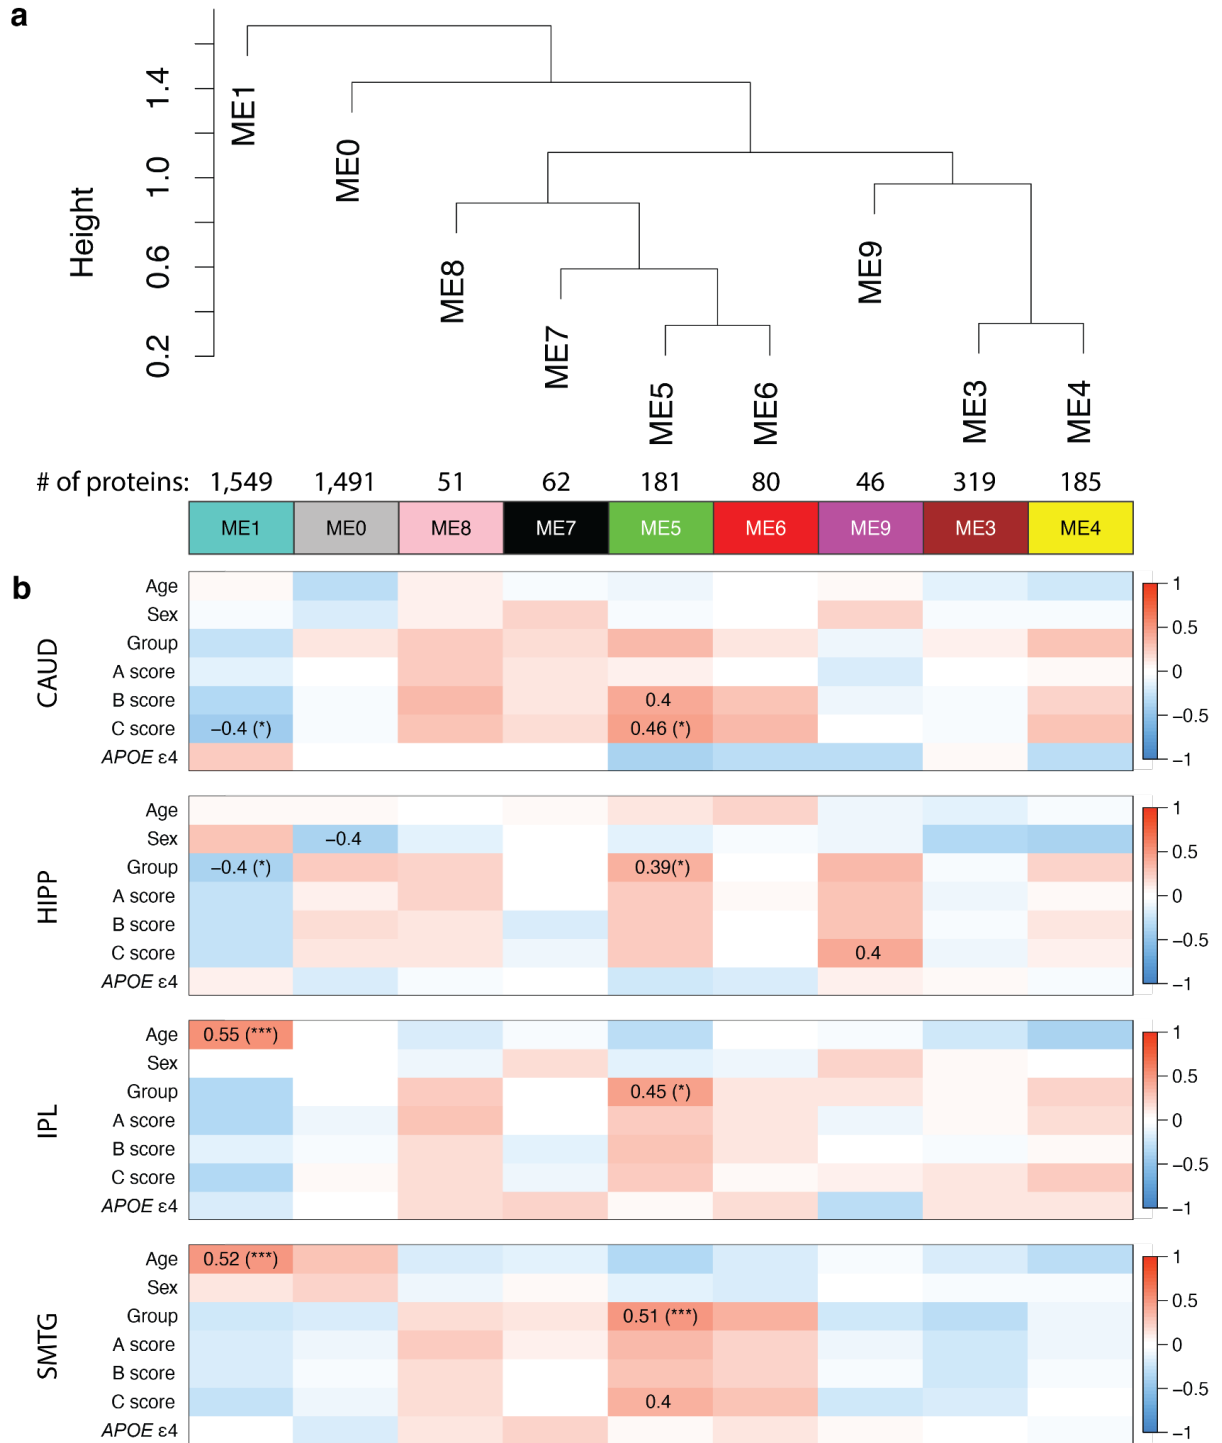 a
Height
1.4
1.0
0.6
0.2
ME1
ME0
ME8
ME7
ME5
ME6
ME9
ME3
ME4
# of proteins: 1,549 1,491 51 62 181 80 46 319 185
ME1 ME0 ME8 ME7 ME5 ME6 ME9 ME3 ME4
b
CAUD
Age
Sex
Group
A score
B score 0.4
C score −0.4 (*) 0.46 (*)
APOE ε4
1
0.5
0
−0.5
−1
HIPP
Age
Sex −0.4
Group −0.4 (*) 0.39(*)
A score
B score
C score 0.4
APOE ε4
1
0.5
0
−0.5
−1
IPL
Age 0.55 (***)
Sex
Group 0.45 (*)
A score
B score
C score
APOE ε4
1
0.5
0
−0.5
−1
SMTG
Age 0.52 (***)
Sex
Group 0.51 (***)
A score
B score
C score 0.4
APOE ε4
1
0.5
0
−0.5
−1